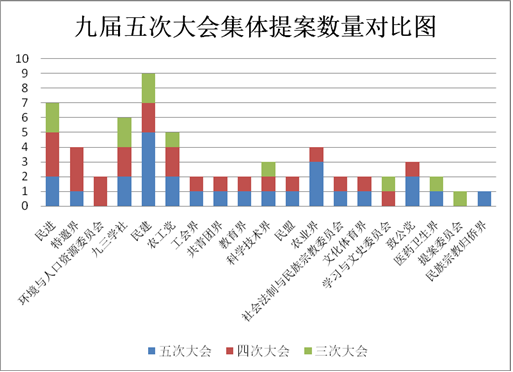 九届五次大会集体提案数量对比图
10
9
8
7
6
5
4
3
2
1
0
民进
特邀界
环境与人口资源委员会
九三学社
民建
农工党
工会界
共青团界
教育界
科学技术界
民盟
农业界
社会法制与民族宗教委员会
文化体育界
学习与文史委员会
致公党
医药卫生界
提案委员会
民族宗教归侨界
五次大会 四次大会 三次大会